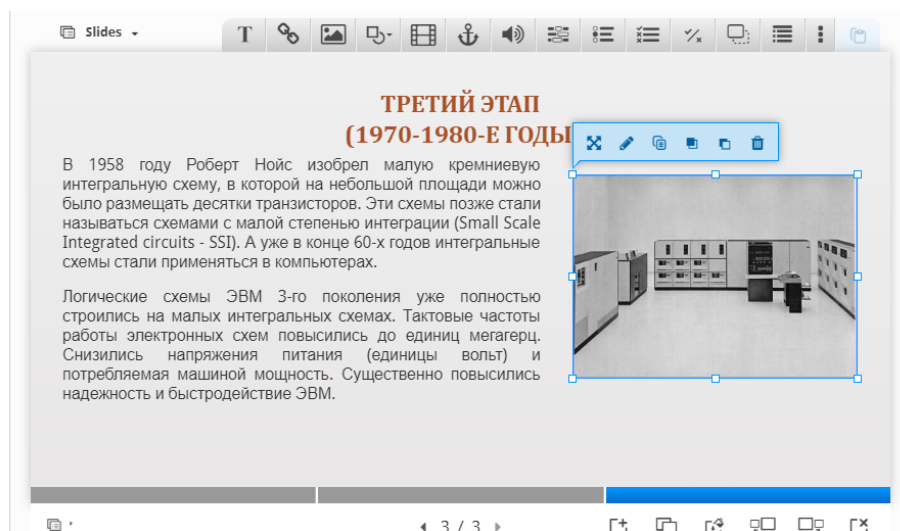 Slides
T
ТРЕТИЙ ЭТАП
(1970-1980-Е ГОДЫ
В 1958 году Роберт Нойс изобрел малую кремниевую
интегральную схему, в которой на небольшой площади можно
было размещать десятки транзисторов. Эти схемы позже стали
называться схемами с малой степенью интеграции (Small Scale
Integrated circuits - SSI). А уже в конце 60-х годов интегральные
схемы стали применяться в компьютерах.
Логические схемы ЭВМ 3-го поколения уже полностью
строились на малых интегральных схемах. Тактовые частоты
работы электронных схем повысились до единиц мегагерц.
Снизились напряжения питания (единицы вольт) и
потребляемая машиной мощность. Существенно повысились
надежность и быстродействие ЭВМ.
3 / 3